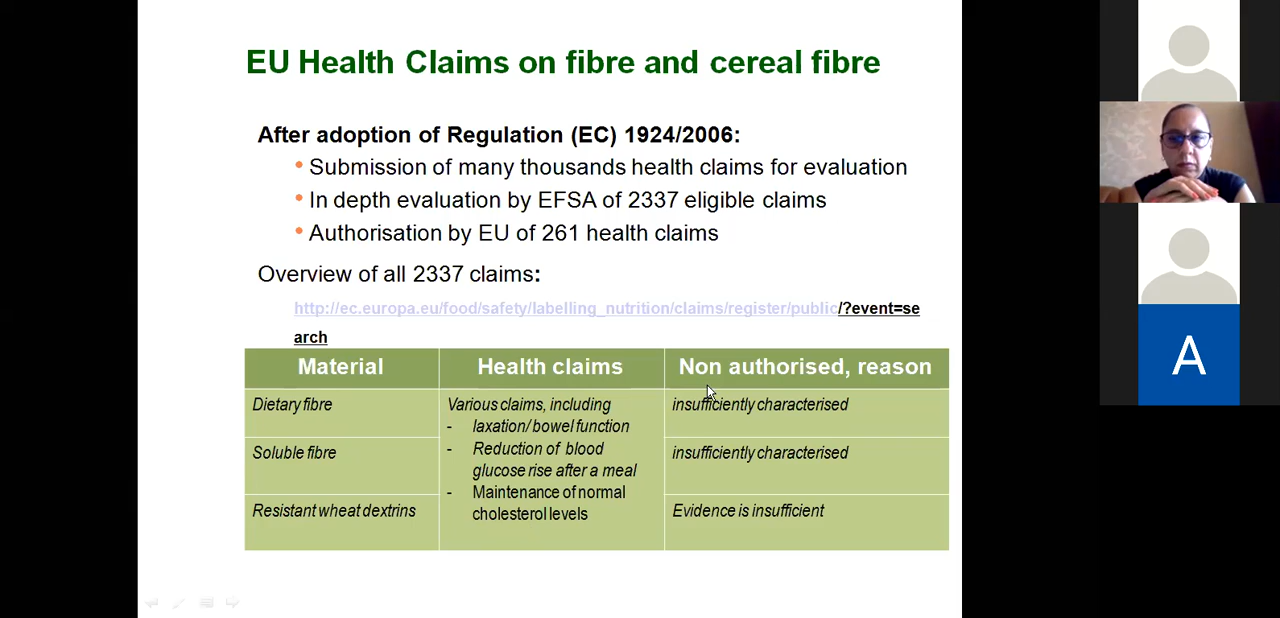 EU Health Claims on fibre and cereal fibre
After adoption of Regulation (EC) 1924/2006:
• Submission of many thousands health claims for evaluation
• In depth evaluation by EFSA of 2337 eligible claims
• Authorisation by EU of 261 health claims
Overview of all 2337 claims:
http://ec.europa.eu/food/safety/labelling_nutrition/claims/register/public/?event=se
arch
Material Health claims Non authorised, reason
Dietary fibre Various claims, including insufficiently characterised
- laxation/ bowel function
Soluble fibre - Reduction of blood insufficiently characterised
glucose rise after a meal
- Maintenance of normal
Resistant wheat dextrins cholesterol levels Evidence is insufficient
A